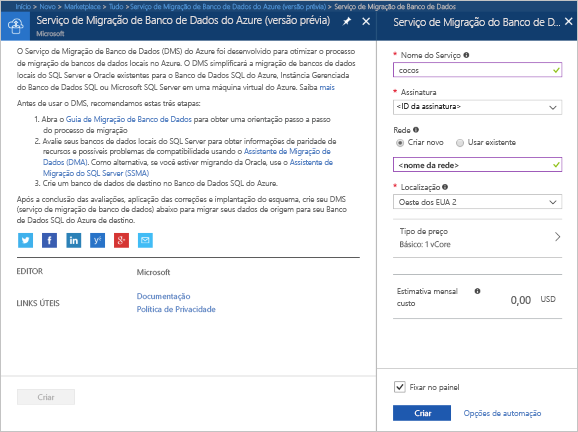 Início > Novo > Marketplace > Tudo > Serviço de Migração de Banco de Dados do Azure (versão prévia) > Serviço de Migração de Banco de Dados
Serviço de Migração de Banco de Dados do Azure (versão prévia)
Microsoft
O Serviço de Migração de Banco de Dados (DMS) do Azure foi desenvolvido para otimizar o processo
de migração de bancos de dados locais no Azure. O DMS simplificará a migração de bancos de dados
locais do SQL Server e Oracle existentes para o Banco de Dados SQL do Azure, Instância Gerenciada
do Banco de Dados SQL ou Microsoft SQL Server em uma máquina virtual do Azure. Saiba mais
Antes de usar o DMS, recomendamos estas três etapas:
1. Abra o Guia de Migração do Banco de Dados para obter uma orientação passo a passo
do processo de migração
2. Avalie seus bancos de dados locais do SQL Server para obter informações de paridade de
recursos e possíveis problemas de compatibilidade usando o Assistente de Migração de
Dados (DMA). Como alternativa, se você estiver migrando da Oracle, use o Assistente de
Migração do SQL Server (SSMA)
3. Crie um banco de dados de destino no Banco de Dados SQL do Azure.
Após a conclusão das avaliações, aplicação das correções e implantação do esquema, crie seu DMS
(serviço de migração de banco de dados) abaixo para migrar seus dados de origem para seu Banco
de Dados SQL do Azure de destino.
EDITOR
Microsoft
LINKS ÚTEIS
Documentação
Política de Privacidade
Criar
Serviço de Migração do Banco de D...
* Nome do Serviço
cocos
* Assinatura
<ID da assinatura>
Rede
Criar novo
Usar existente
<nome da rede>
* Localização
Oeste dos EUA 2
Tipo de preço
Básico: 1 vCore
Estimativa mensal
custo
0,00 USD
Fixar no painel
Criar
Opções de automação